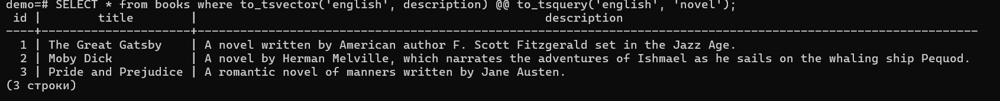 demo=# SELECT * from books where to_tsvector('english', description) @@ to_tsquery('english', 'novel');
 id |        title        |                                                 description
----+---------------------+--------------------------------------------------------------------------------------------------------------
  1 | The Great Gatsby    | A novel written by American author F. Scott Fitzgerald set in the Jazz Age.
  2 | Moby Dick           | A novel by Herman Melville, which narrates the adventures of Ishmael as he sails on the whaling ship Pequod.
  3 | Pride and Prejudice | A romantic novel of manners written by Jane Austen.
(3 строки)